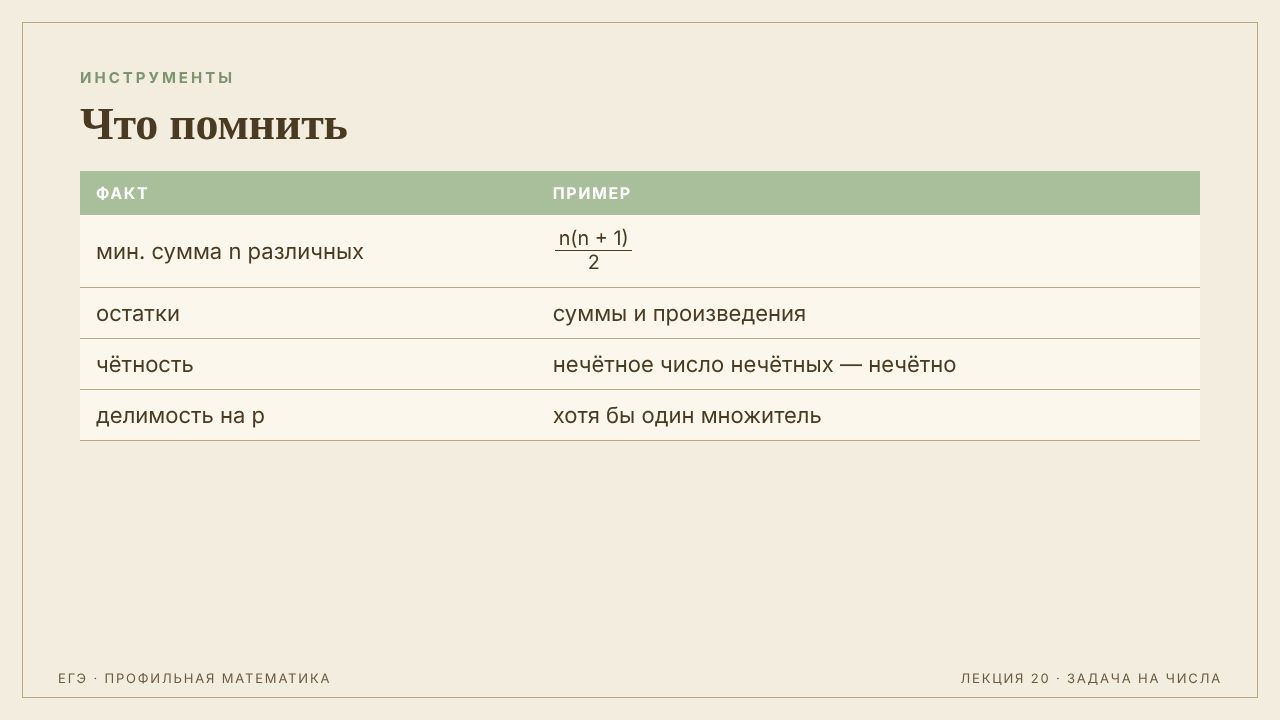 ИНСТРУМЕНТЫ
Что помнить
ФАКТ ПРИМЕР
мин. сумма n различных n(n + 1)
2
остатки суммы и произведения
чётность нечётное число нечётных — нечётно
делимость на p хотя бы один множитель
ЕГЭ · ПРОФИЛЬНАЯ МАТЕМАТИКА ЛЕКЦИЯ 20 · ЗАДАЧА НА ЧИСЛА